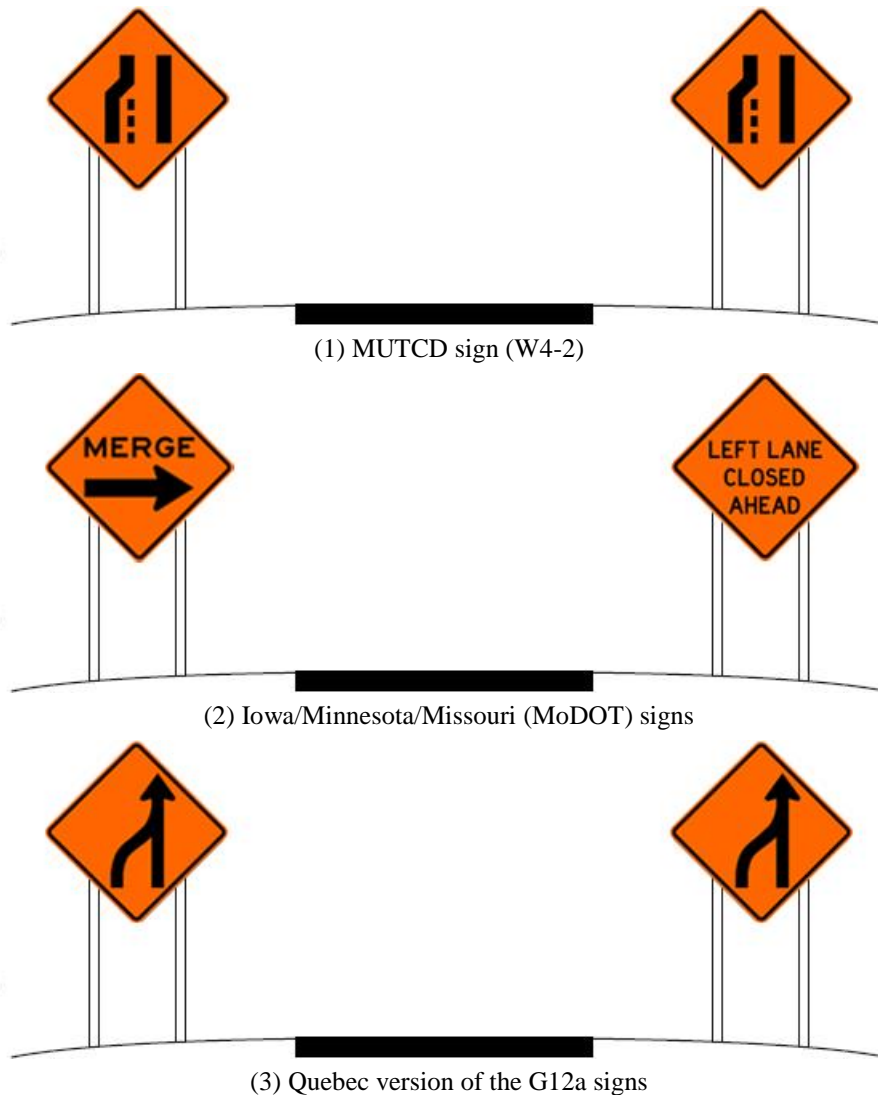 (1) MUTCD sign (W4-2)
MERGE
LEFT LANE
CLOSED
AHEAD
(2) Iowa/Minnesota/Missouri (MoDOT) signs
(3) Quebec version of the G12a signs